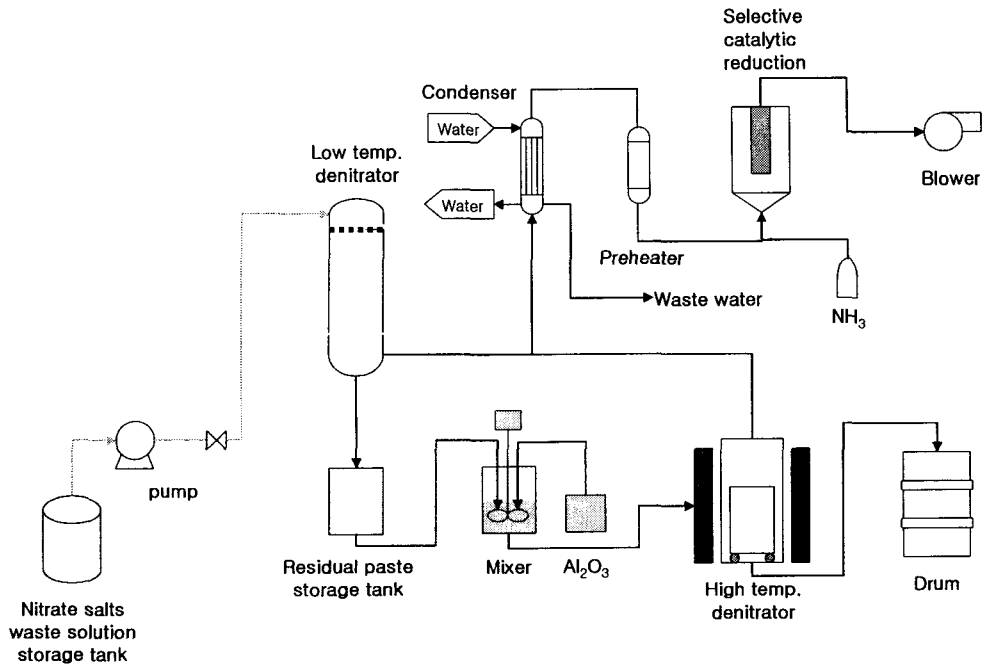 Selective
catalytic
reduction
Condenser
Water
Low temp.
denitrator
Blower
Water
Preheater
Waste water
NH₃
pump
Residual paste
storage tank
Mixer
Al₂O₃
High temp.
denitrator
Drum
Nitrate salts
waste solution
storage tank